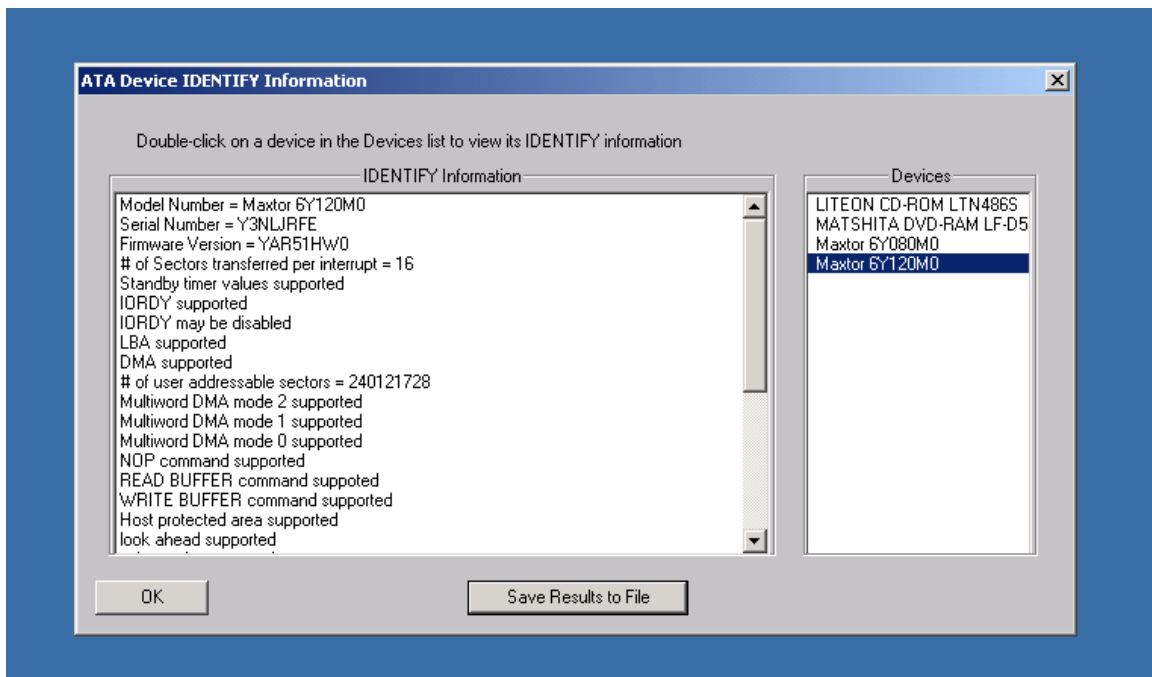 ATA Device IDENTIFY Information
Double-click on a device in the Devices list to view its IDENTIFY information
IDENTIFY Information
Model Number = Maxtor 6Y120M0
Serial Number = Y3NLJRFE
Firmware Version = YAR51HW0
# of Sectors transferred per interrupt = 16
Standby timer values supported
IORDY supported
IORDY may be disabled
LBA supported
DMA supported
# of user addressable sectors = 240121728
Multiword DMA mode 2 supported
Multiword DMA mode 1 supported
Multiword DMA mode 0 supported
NOP command supported
READ BUFFER command suppoted
WRITE BUFFER command supported
Host protected area supported
look ahead supported
Devices
LITEON CD-ROM LTN486S
MATSHITA DVD-RAM LF-D5
Maxtor 6Y080M0
Maxtor 6Y120M0
OK
Save Results to File